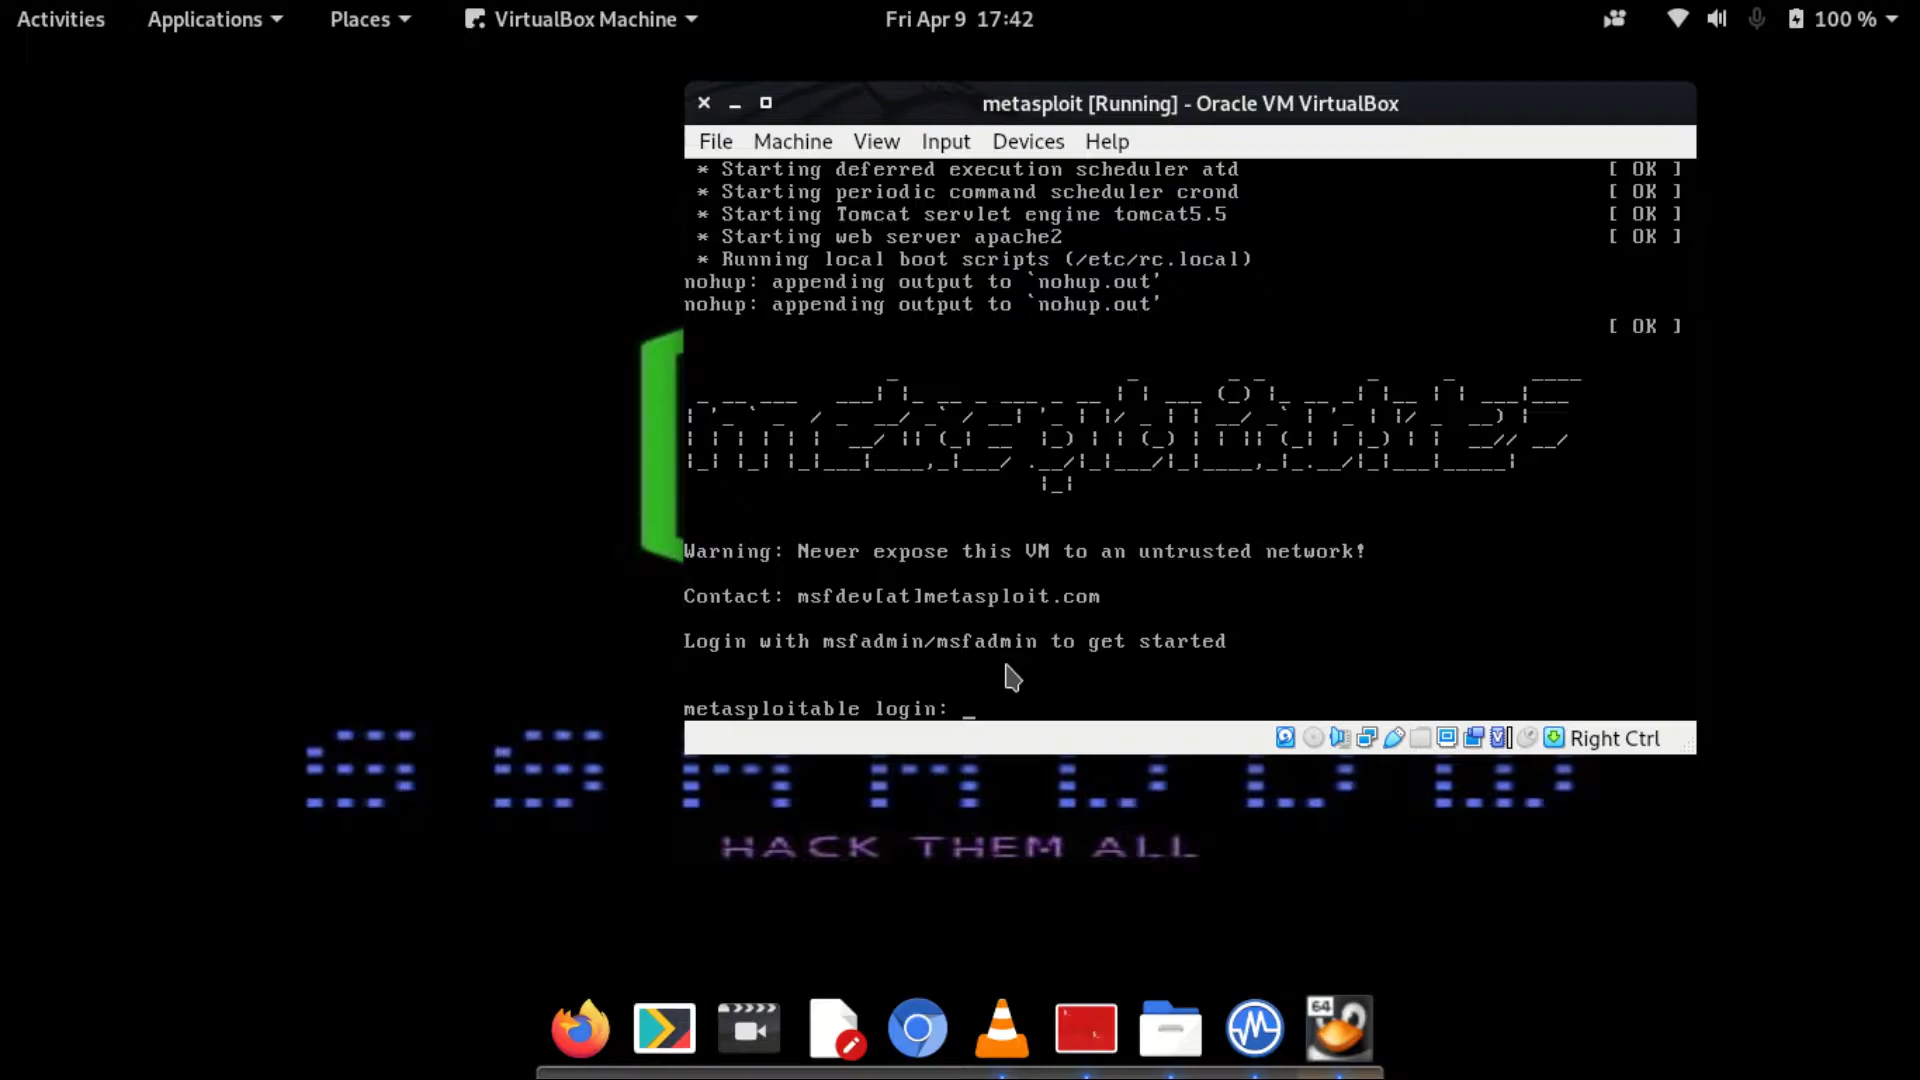 Activities Applications Places VirtualBox Machine Fri Apr 9 17:42 100 %
metasploit [Running] - Oracle VM VirtualBox
File Machine View Input Devices Help
* Starting deferred execution scheduler atd [ OK ]
* Starting periodic command scheduler crond [ OK ]
* Starting Tomcat servlet engine tomcat5.5 [ OK ]
* Starting web server apache2 [ OK ]
* Running local boot scripts (/etc/rc.local)
nohup: appending output to `nohup.out'
nohup: appending output to `nohup.out'
[ OK ]
metasploitable2
Warning: Never expose this VM to an untrusted network!
Contact: msfdev[at]metasploit.com
Login with msfadmin/msfadmin to get started
metasploitable login: _
Right Ctrl
HACK THEM ALL
64